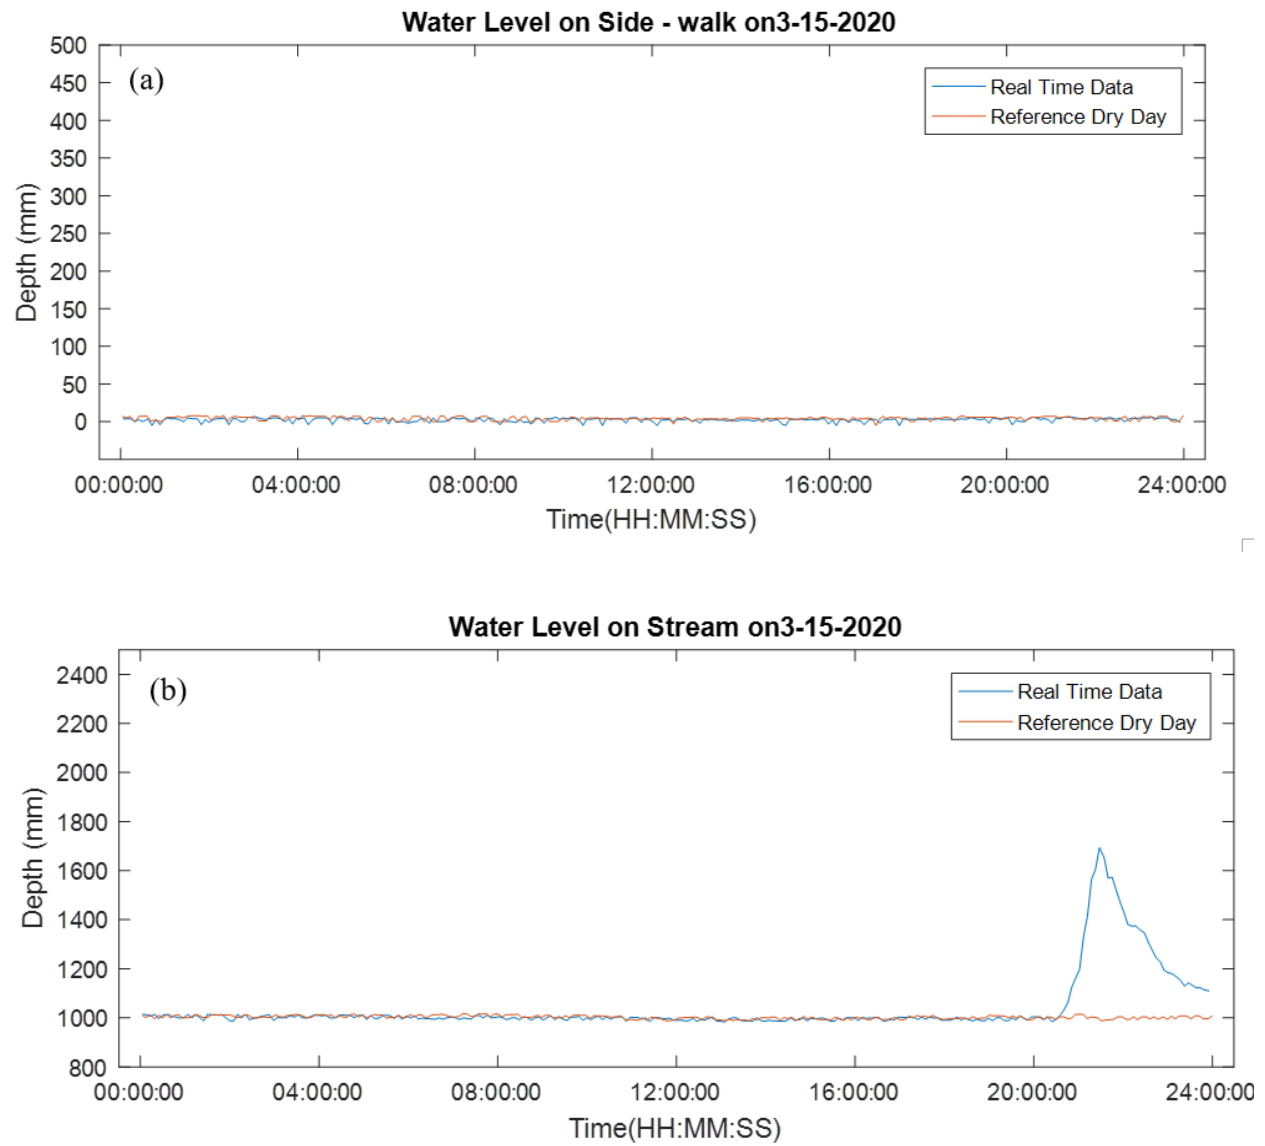 Water Level on Side - walk on3-15-2020
(a)
Real Time Data
Reference Dry Day
500
450
400
350
300
250
200
150
100
50
0
Depth (mm)
00:00:00 04:00:00 08:00:00 12:00:00 16:00:00 20:00:00 24:00:00
Time(HH:MM:SS)
Water Level on Stream on3-15-2020
(b)
Real Time Data
Reference Dry Day
2400
2200
2000
1800
1600
1400
1200
1000
800
Depth (mm)
00:00:00 04:00:00 08:00:00 12:00:00 16:00:00 20:00:00 24:00:00
Time(HH:MM:SS)